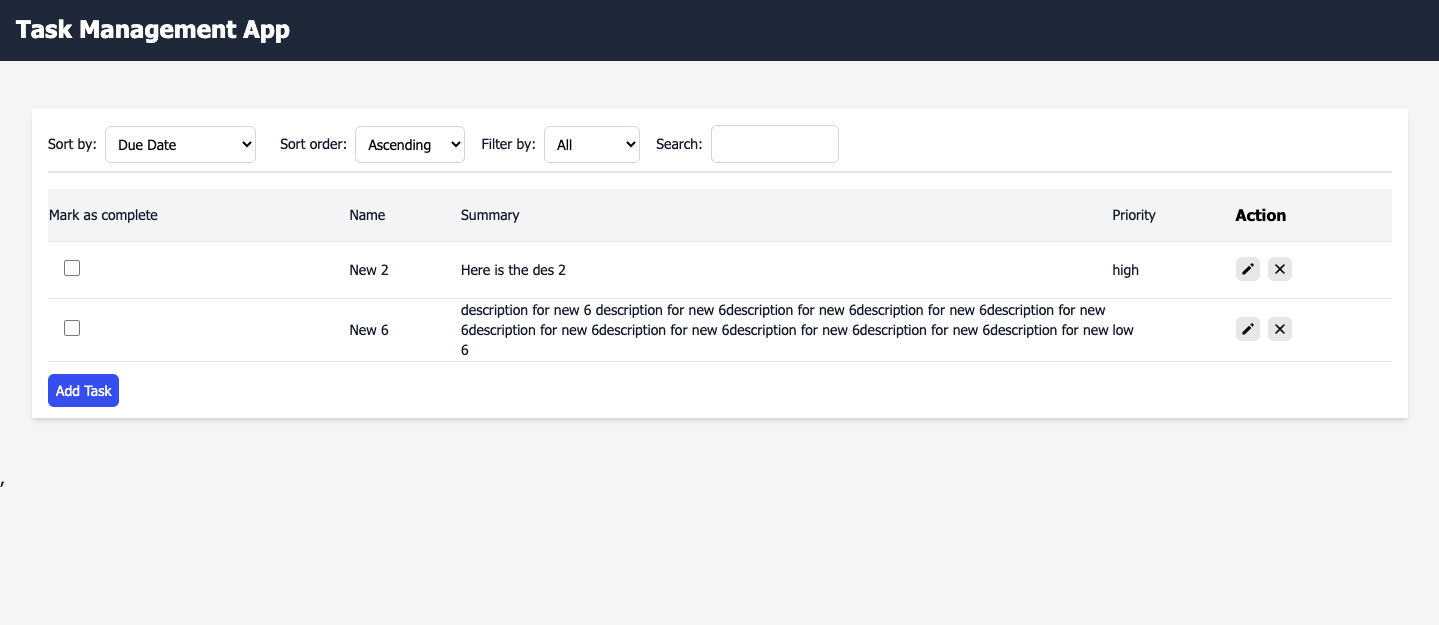 Task Management App
Sort by: Due Date Sort order: Ascending Filter by: All Search:
Mark as complete Name Summary Priority Action
New 2 Here is the des 2 high
description for new 6 description for new 6description for new 6description for new 6description for new
New 6 6description for new 6description for new 6description for new 6description for new 6description for new low
6
Add Task
,